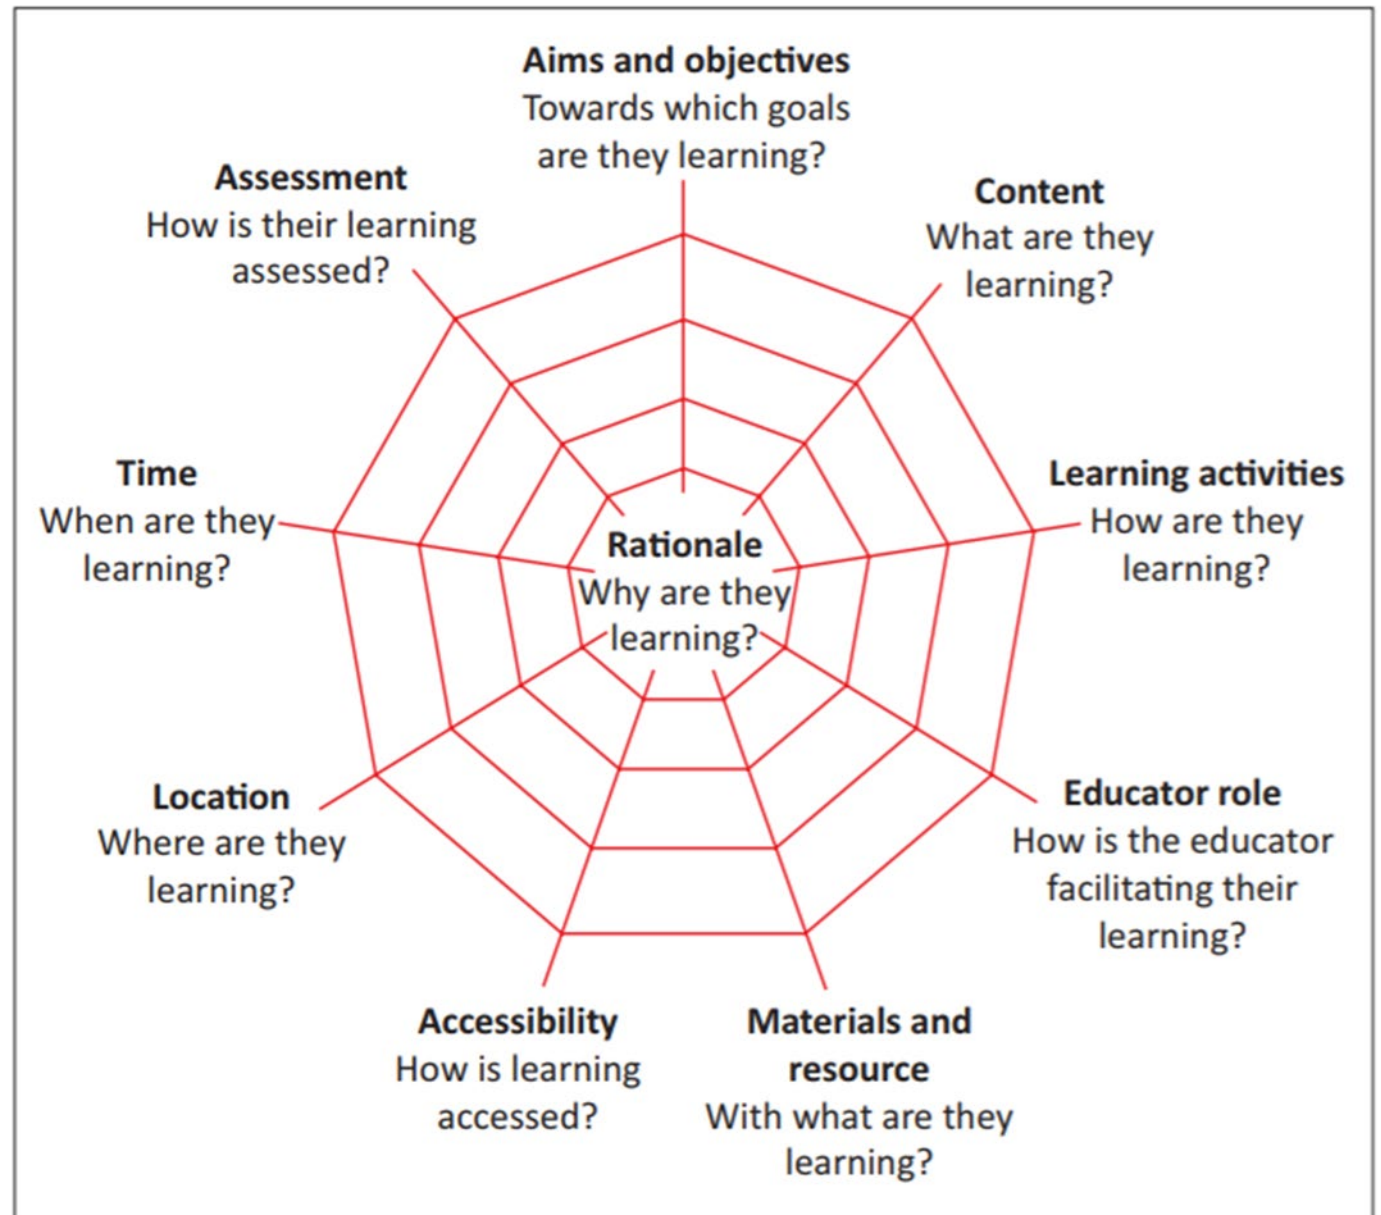 Aims and objectives
Towards which goals
are they learning?
Content
What are they
learning?
Learning activities
How are they
learning?
Educator role
How is the educator
facilitating their
learning?
Materials and
resource
With what are they
learning?
Accessibility
How is learning
accessed?
Location
Where are they
learning?
Time
When are they
learning?
Assessment
How is their learning
assessed?
Rationale
Why are they
learning?